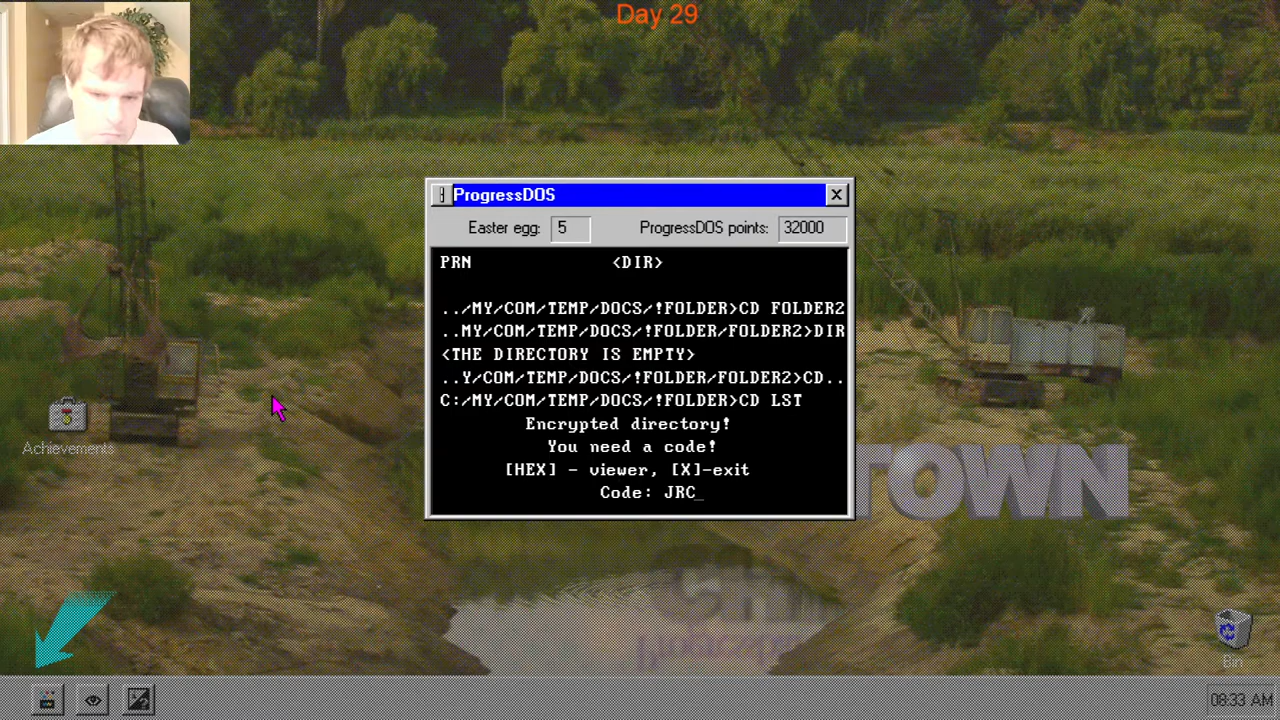 Day 29
ProgressDOS
Easter egg: 5 ProgressDOS points: 32000
PRN <DIR>
../MY/COM/TEMP/DOCS/!FOLDER>CD FOLDER2
..MY/COM/TEMP/DOCS/!FOLDER/FOLDER2>DIR
<THE DIRECTORY IS EMPTY>
..Y/COM/TEMP/DOCS/!FOLDER/FOLDER2>CD..
C:/MY/COM/TEMP/DOCS/!FOLDER>CD LST
Encrypted directory!
You need a code!
[HEX] - viewer, [X]-exit
Code: JRC_
Achievements
TOWN
Bin
08:33 AM